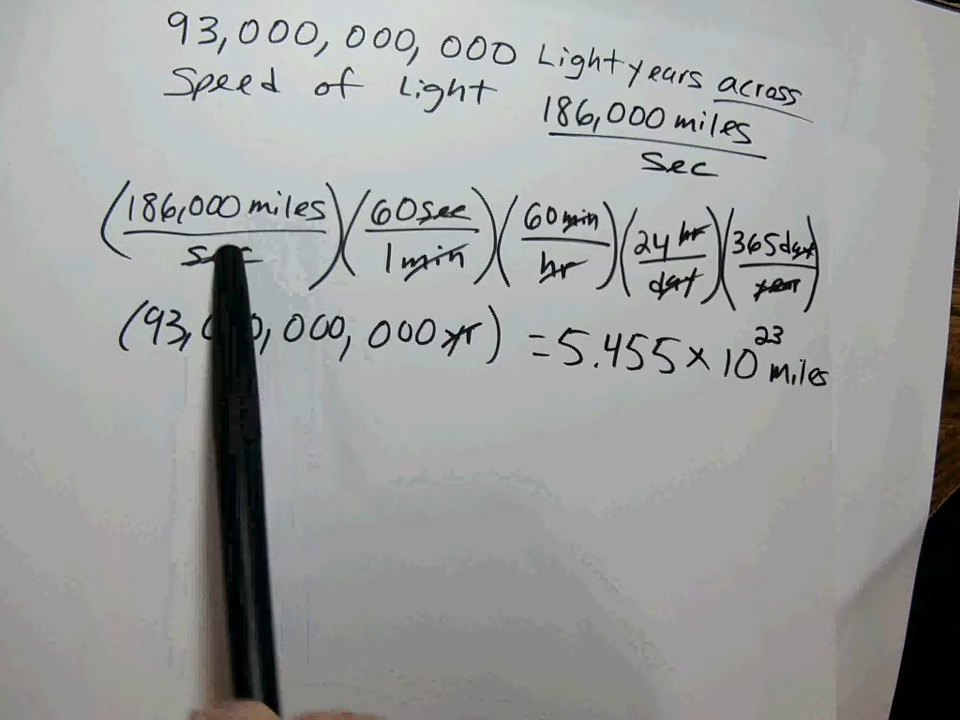 93,000,000,000 Lightyears across
Speed of Light 186,000 miles
sec
(186,000 miles / sec) (60 sec / 1 min) (60 min / hr) (24 hr / day) (365 day / year)
(93,000,000,000 yr) = 5.455 × 10^23 miles